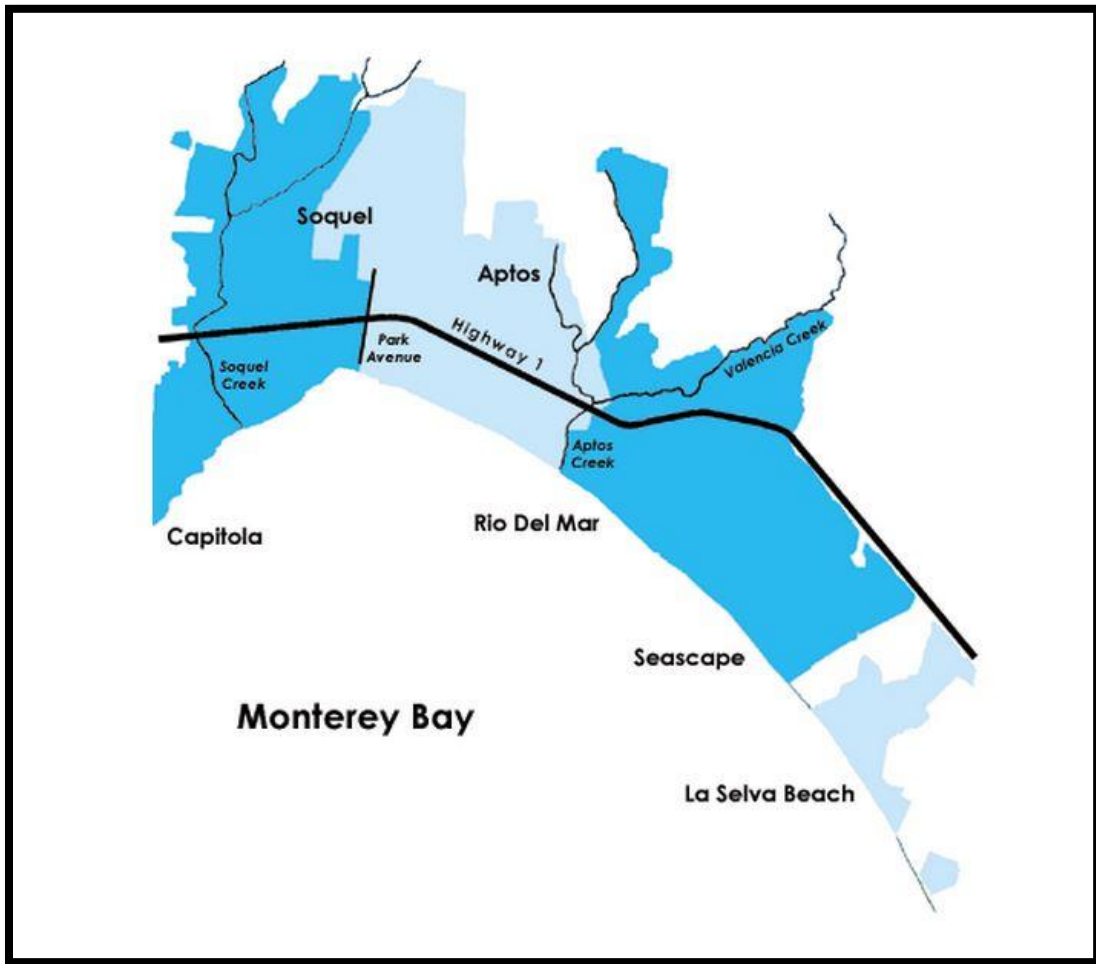 Soquel
Aptos
Highway 1
Park
Avenue
Valencia Creek
Soquel
Creek
Aptos
Creek
Rio Del Mar
Capitola
Seascape
Monterey Bay
La Selva Beach